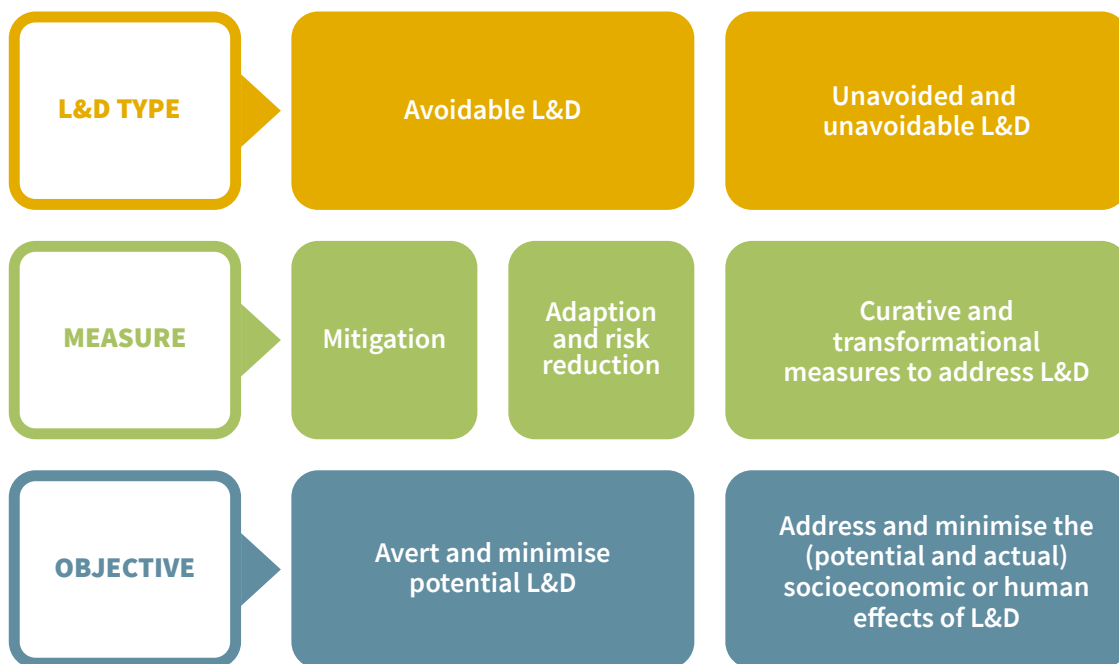 L&D TYPE
Avoidable L&D
Unavoided and
unavoidable L&D
MEASURE
Mitigation
Adaption
and risk
reduction
Curative and
transformational
measures to address L&D
OBJECTIVE
Avert and minimise
potential L&D
Address and minimise the
(potential and actual)
socioeconomic or human
effects of L&D